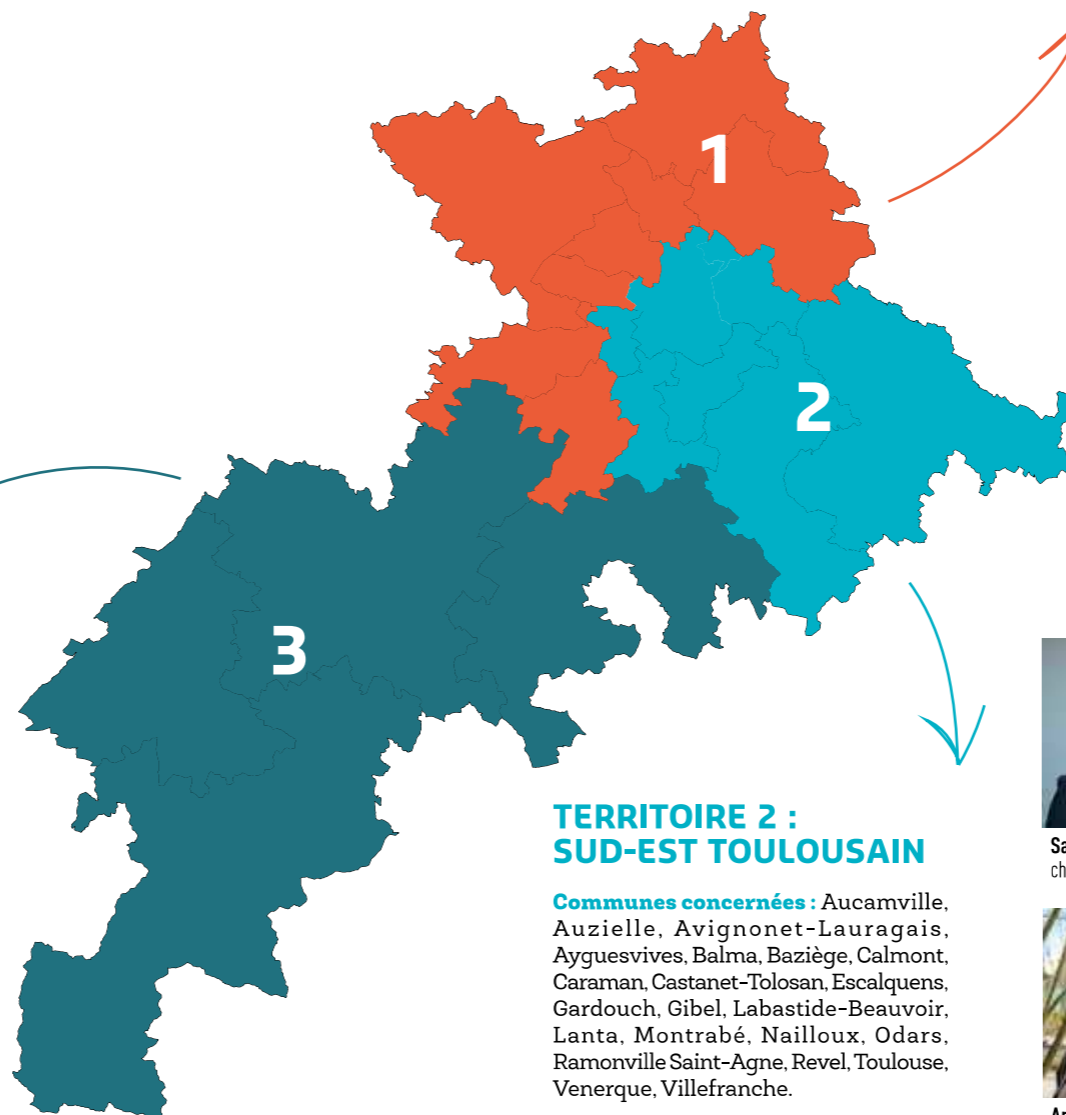 1
2
3
TERRITOIRE 2 :
SUD-EST TOULOUSAIN
Communes concernées : Aucamville,
Auzielle, Avignonet-Lauragais,
Ayguesvives, Balma, Baziège, Calmont,
Caraman, Castanet-Tolosan, Escalquens,
Gardouch, Gibel, Labastide-Beauvoir,
Lanta, Montrabé, Nailloux, Odars,
Ramonville Saint-Agne, Revel, Toulouse,
Venerque, Villefranche.